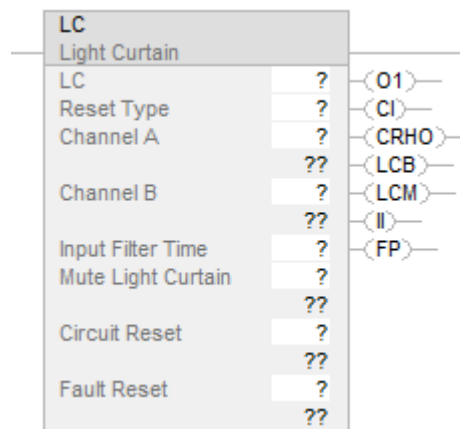 LC
Light Curtain
LC ? (O1)
Reset Type ? (CI)
Channel A ? (CRHO)
?? (LCB)
Channel B ? (LCM)
?? (II)
Input Filter Time ? (FP)
Mute Light Curtain ?
??
Circuit Reset ?
??
Fault Reset ?
??